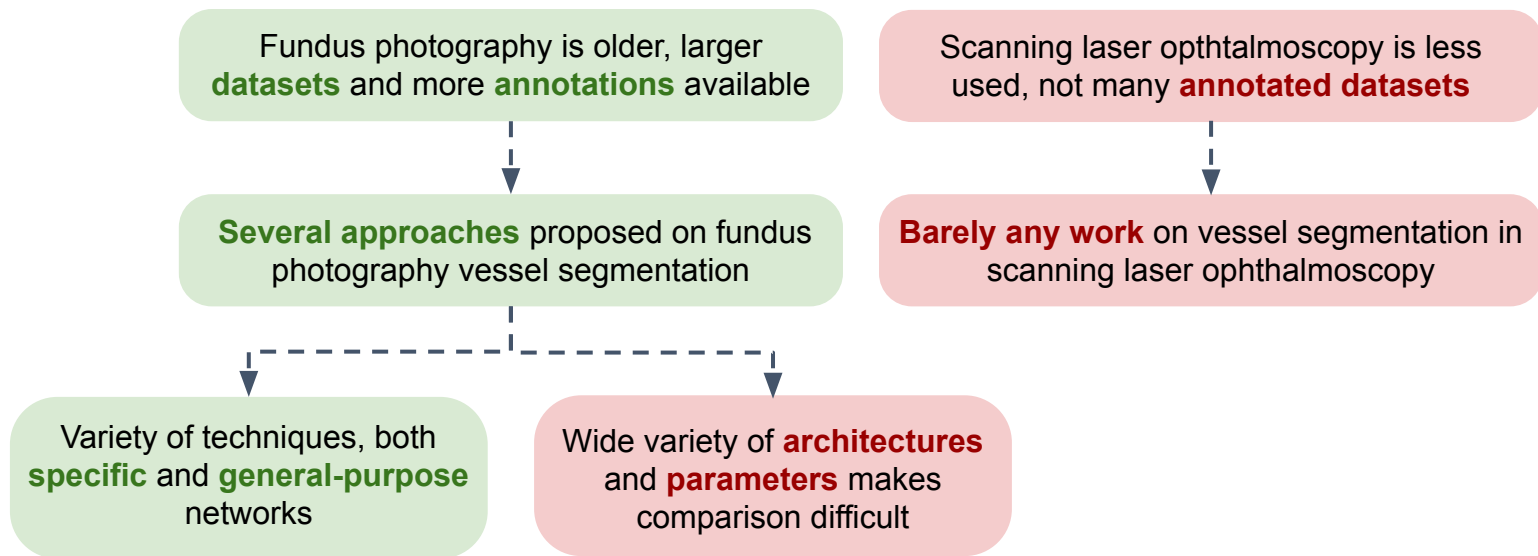 Fundus photography is older, larger
datasets and more annotations available
Scanning laser opthtalmoscopy is less
used, not many annotated datasets
Several approaches proposed on fundus
photography vessel segmentation
Barely any work on vessel segmentation in
scanning laser ophthalmoscopy
Variety of techniques, both
specific and general-purpose
networks
Wide variety of architectures
and parameters makes
comparison difficult